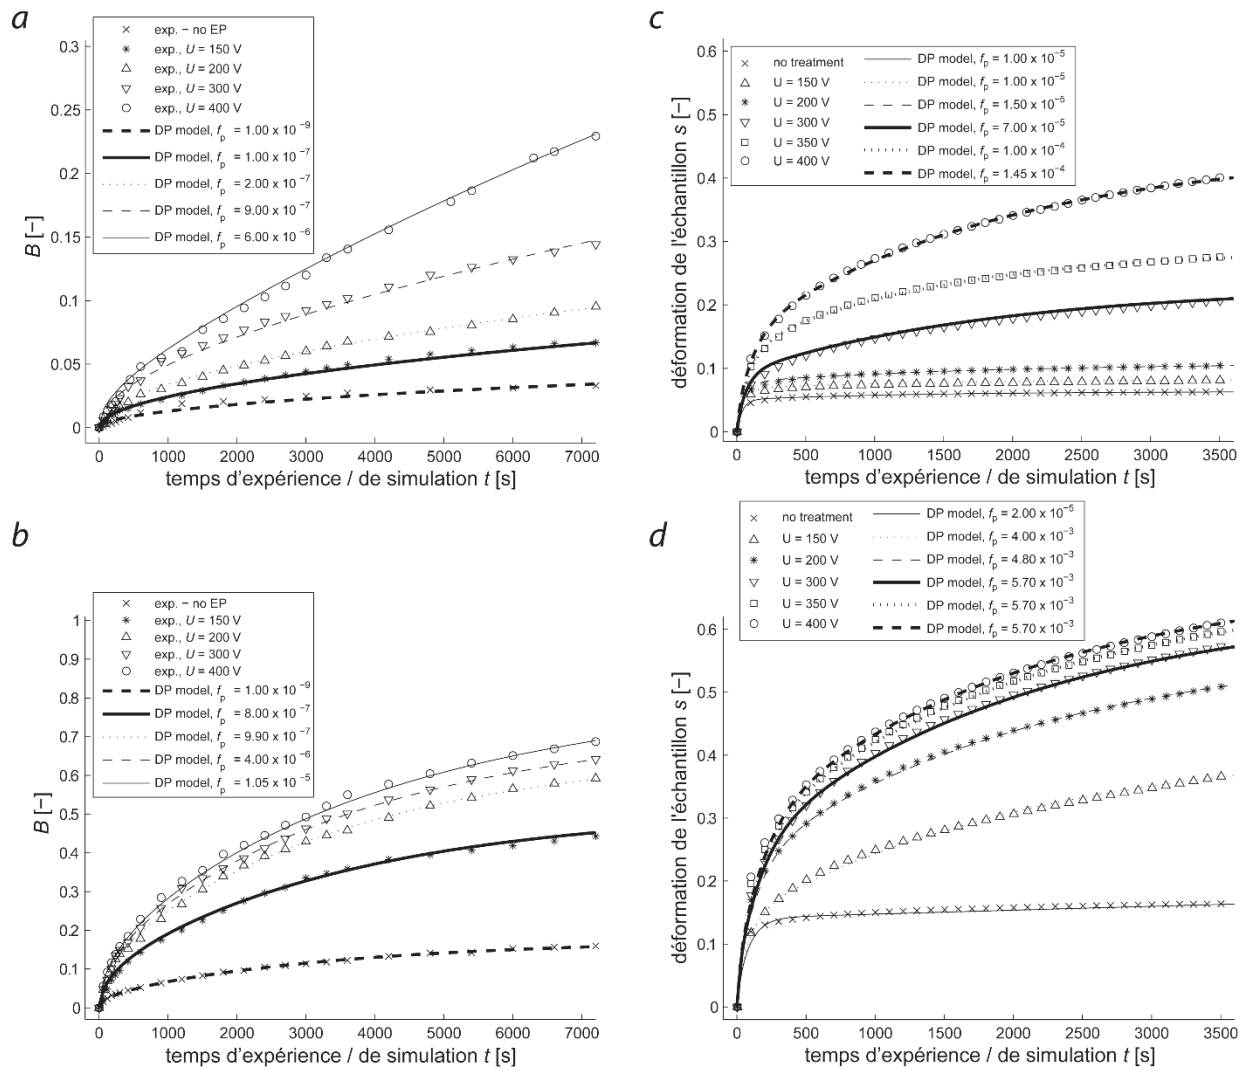 a
exp. − no EP
exp., U = 150 V
exp., U = 200 V
exp., U = 300 V
exp., U = 400 V
DP model, fp = 1.00 x 10−9
DP model, fp = 1.00 x 10−7
DP model, fp = 2.00 x 10−7
DP model, fp = 9.00 x 10−7
DP model, fp = 6.00 x 10−6
0.3
0.25
0.2
0.15
0.1
0.05
0
B [−]
0 1000 2000 3000 4000 5000 6000 7000
temps d'expérience / de simulation t [s]
b
exp. − no EP
exp., U = 150 V
exp., U = 200 V
exp., U = 300 V
exp., U = 400 V
DP model, fp = 1.00 x 10−9
DP model, fp = 8.00 x 10−7
DP model, fp = 9.90 x 10−7
DP model, fp = 4.00 x 10−6
DP model, fp = 1.05 x 10−5
1
0.9
0.8
0.7
0.6
0.5
0.4
0.3
0.2
0.1
0
B [−]
0 1000 2000 3000 4000 5000 6000 7000
temps d'expérience / de simulation t [s]
c
no treatment
U = 150 V
U = 200 V
U = 300 V
U = 350 V
U = 400 V
DP model, fp = 1.00 x 10−5
DP model, fp = 1.00 x 10−5
DP model, fp = 1.50 x 10−5
DP model, fp = 7.00 x 10−5
DP model, fp = 1.00 x 10−4
DP model, fp = 1.45 x 10−4
0.6
0.5
0.4
0.3
0.2
0.1
0
déformation de l'échantillon s [−]
0 500 1000 1500 2000 2500 3000 3500
temps d'expérience / de simulation t [s]
d
no treatment
U = 150 V
U = 200 V
U = 300 V
U = 350 V
U = 400 V
DP model, fp = 2.00 x 10−5
DP model, fp = 4.00 x 10−3
DP model, fp = 4.80 x 10−3
DP model, fp = 5.70 x 10−3
DP model, fp = 5.70 x 10−3
DP model, fp = 5.70 x 10−3
0.6
0.5
0.4
0.3
0.2
0.1
0
déformation de l'échantillon s [−]
0 500 1000 1500 2000 2500 3000 3500
temps d'expérience / de simulation t [s]